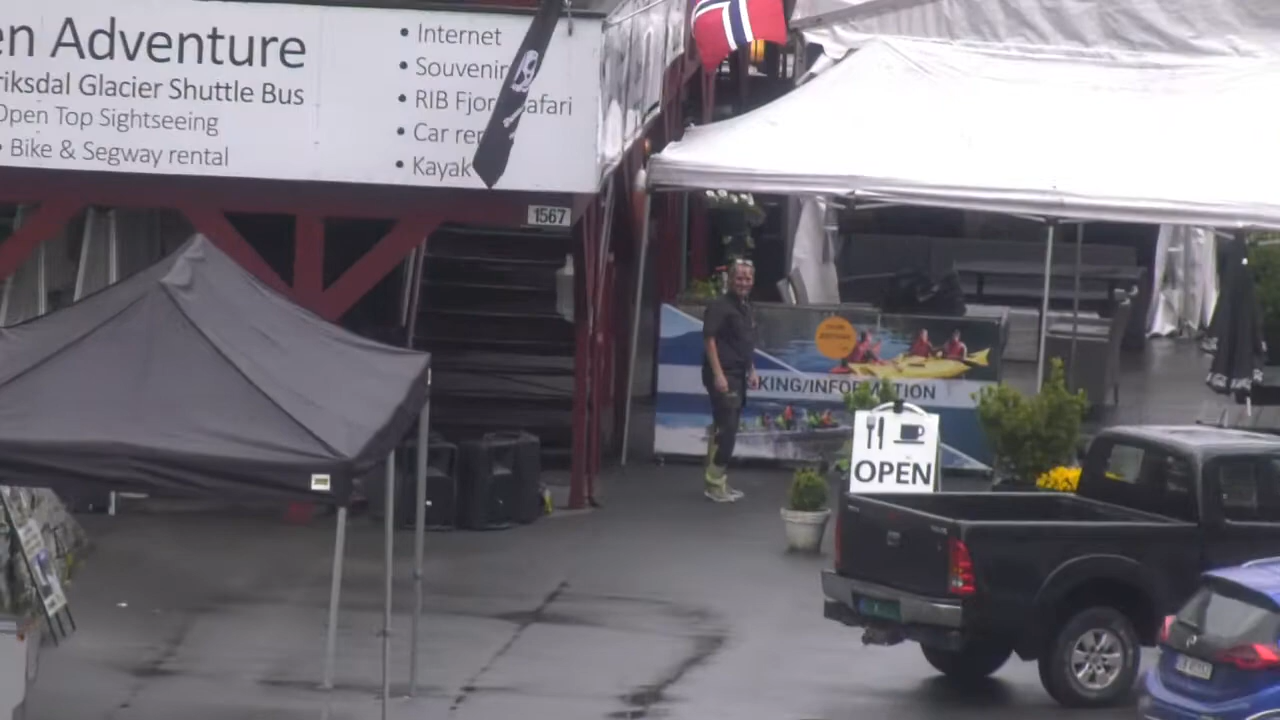 en Adventure
riksdal Glacier Shuttle Bus
Open Top Sightseeing
• Bike & Segway rental
• Internet
• Souvenir
• RIB Fjor afari
• Car re
• Kayak
1567
KING/INFORMATION
OPEN